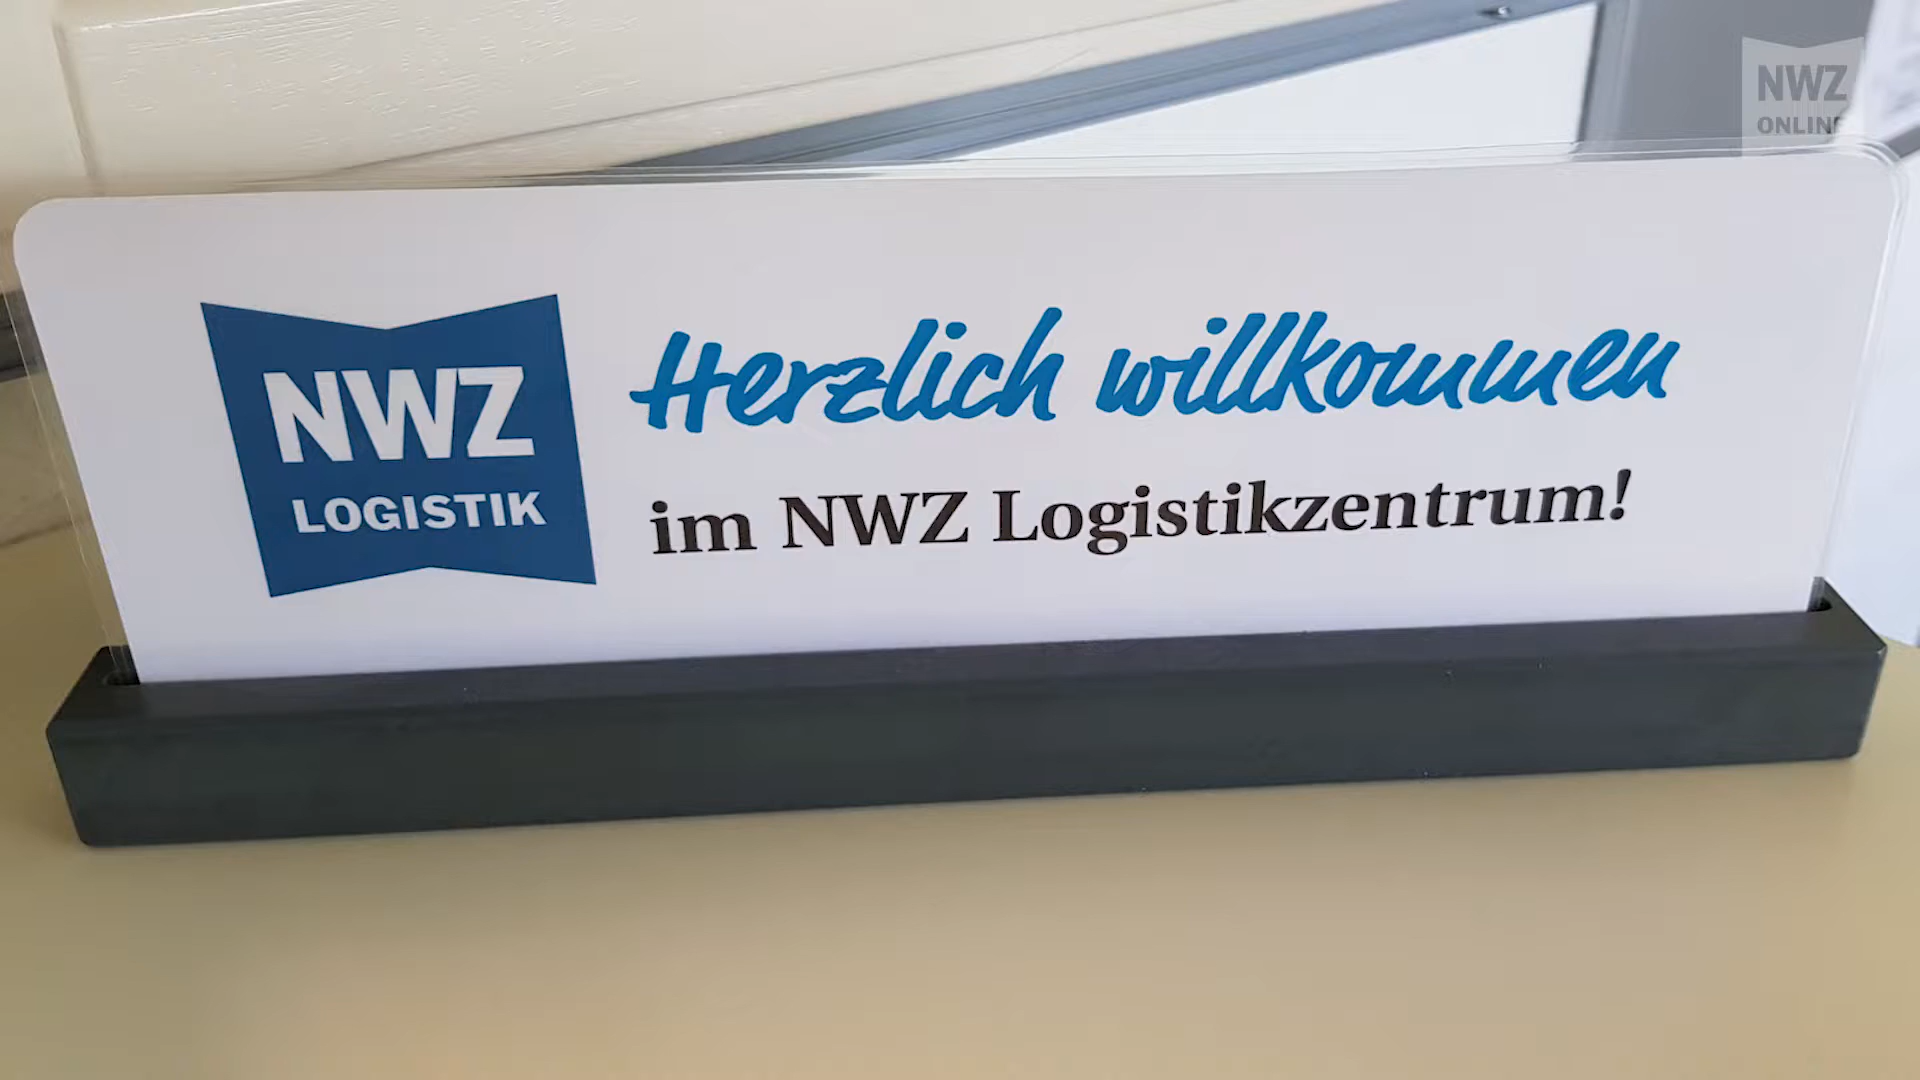 NWZ
ONLINE
NWZ
LOGISTIK
Herzlich willkommen
im NWZ Logistikzentrum!